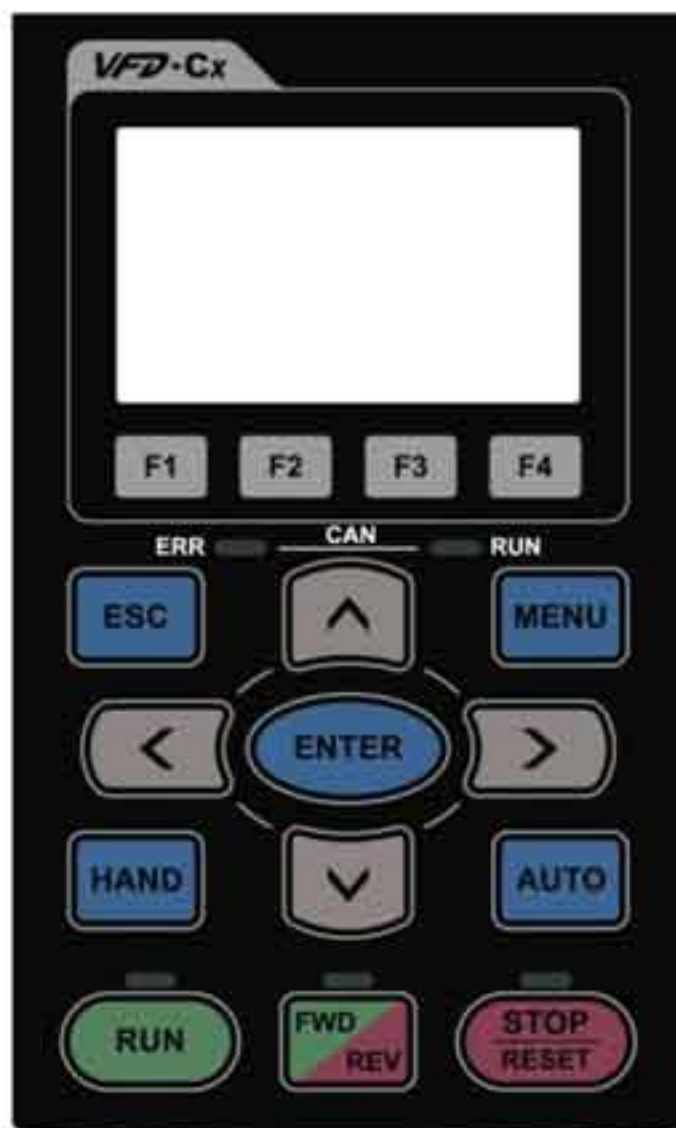 VFD·Cx
F1 F2 F3 F4
ERR CAN RUN
ESC MENU
ENTER
HAND AUTO
RUN
FWD
REV
STOP
RESET